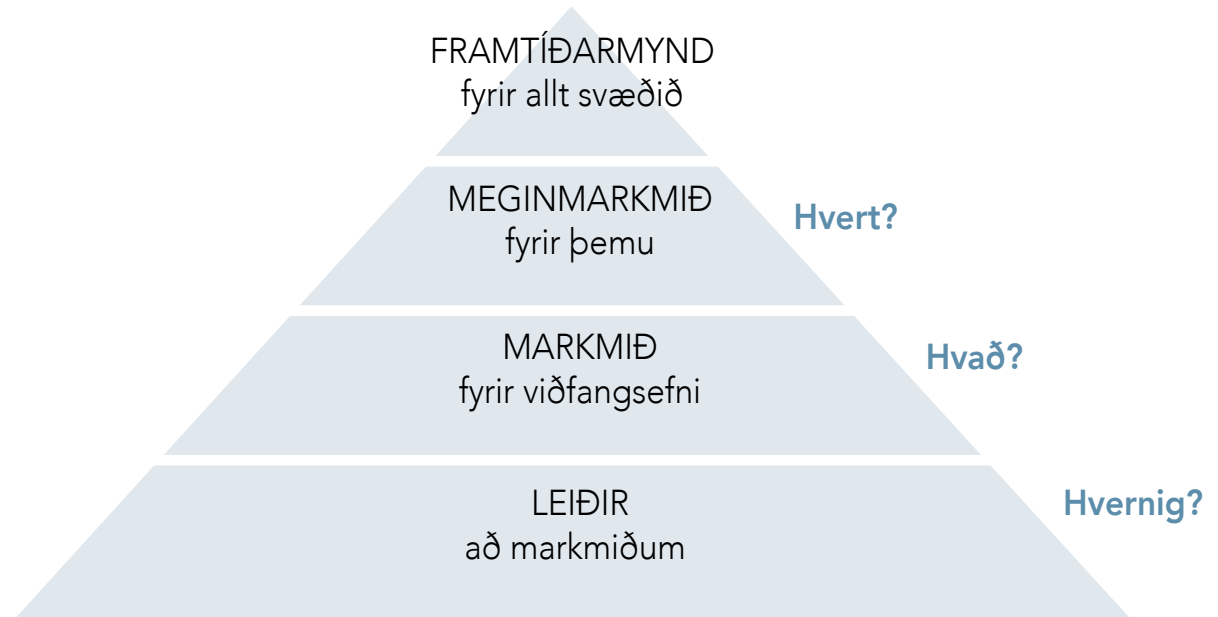 FRAMTÍÐARMYND
fyrir allt svæðið
MEGINMARKMIÐ
fyrir þemu
Hvert?
MARKMIÐ
fyrir viðfangsefni
Hvað?
LEIÐIR
að markmiðum
Hvernig?